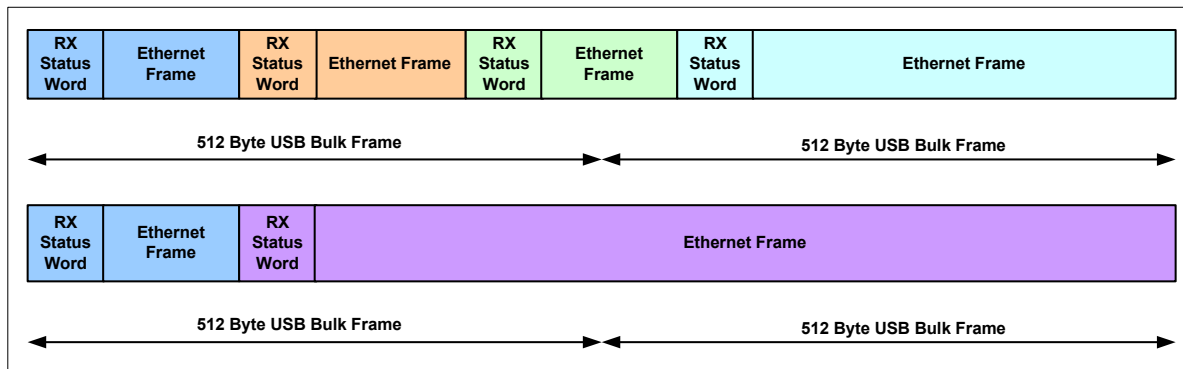 RX
Status
Word
Ethernet
Frame
RX
Status
Word
Ethernet Frame
RX
Status
Word
Ethernet
Frame
RX
Status
Word
Ethernet Frame
512 Byte USB Bulk Frame
512 Byte USB Bulk Frame
RX
Status
Word
Ethernet
Frame
RX
Status
Word
Ethernet Frame
512 Byte USB Bulk Frame
512 Byte USB Bulk Frame